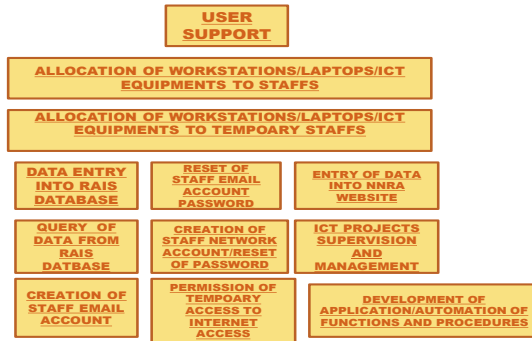 USER
SUPPORT
ALLOCATION OF WORKSTATIONS/LAPTOPS/ICT
EQUIPMENTS TO STAFFS
ALLOCATION OF WORKSTATIONS/LAPTOPS/ICT
EQUIPMENTS TO TEMPOARY STAFFS
DATA ENTRY
INTO RAIS
DATABASE
RESET OF
STAFF EMAIL
ACCOUNT
PASSWORD
ENTRY OF DATA
INTO NNRA
WEBSITE
QUERY OF
DATA FROM
RAIS
DATBASE
CREATION OF
STAFF NETWORK
ACCOUNT/RESET
OF PASSWORD
ICT PROJECTS
SUPERVISION
AND
MANAGEMENT
CREATION OF
STAFF EMAIL
ACCOUNT
PERMISSION OF
TEMPOARY
ACCESS TO
INTERNET
ACCESS
DEVELOPMENT OF
APPLICATION/AUTOMATION OF
FUNCTIONS AND PROCEDURES